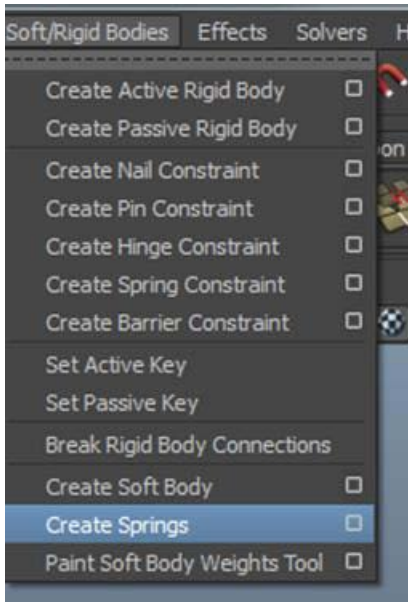 Soft/Rigid Bodies Effects Solvers H
Create Active Rigid Body
Create Passive Rigid Body
on
Create Nail Constraint
Create Pin Constraint
Create Hinge Constraint
Create Spring Constraint
Create Barrier Constraint
Set Active Key
Set Passive Key
Break Rigid Body Connections
Create Soft Body
Create Springs
Paint Soft Body Weights Tool